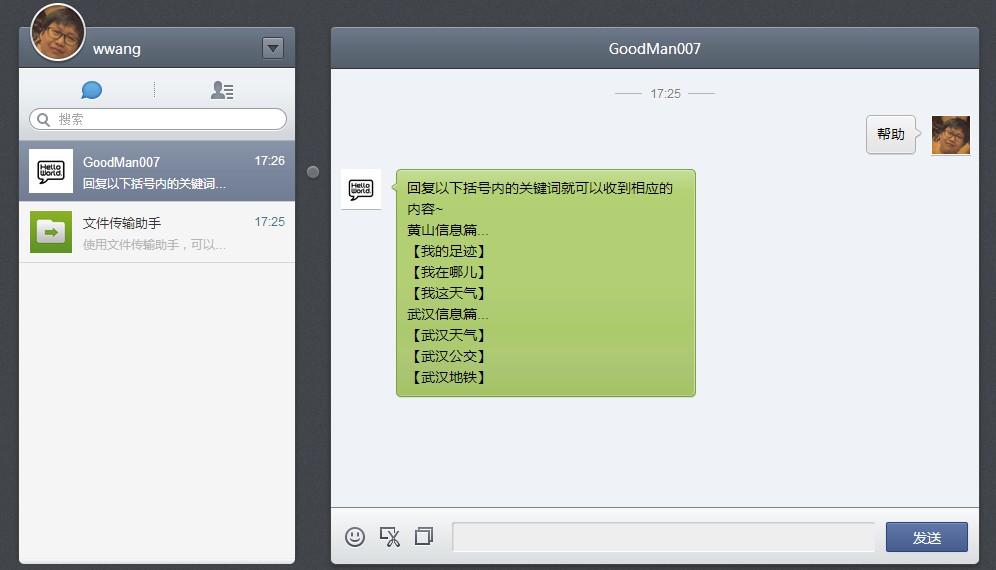 wwang
搜索
GoodMan007
17:26
回复以下括号内的关键词...
文件传输助手
17:25
使用文件传输助手，可以...
GoodMan007
17:25
帮助
Hello World.
回复以下括号内的关键词就可以收到相应的
内容~
黄山信息篇...
【我的足迹】
【我在哪儿】
【我这天气】
武汉信息篇...
【武汉天气】
【武汉公交】
【武汉地铁】
Hello World.
发送